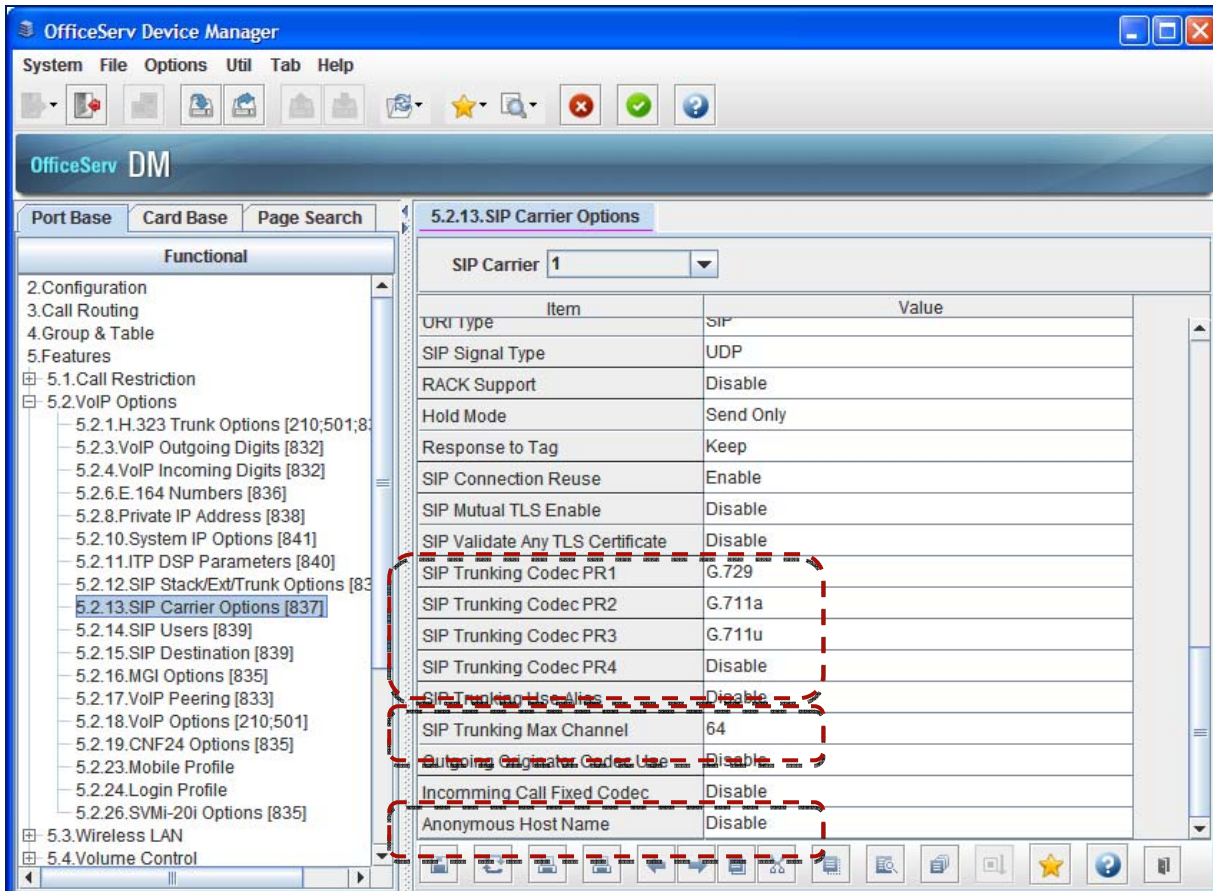 OfficeServ Device Manager
System File Options Util Tab Help
OfficeServ DM
Port Base Card Base Page Search
Functional
2.Configuration
3.Call Routing
4.Group & Table
5.Features
5.1.Call Restriction
5.2.VoIP Options
5.2.1.H.323 Trunk Options [210;501;83
5.2.3.VoIP Outgoing Digits [832]
5.2.4.VoIP Incoming Digits [832]
5.2.6.E.164 Numbers [836]
5.2.8.Private IP Address [838]
5.2.10.System IP Options [841]
5.2.11.ITP DSP Parameters [840]
5.2.12.SIP Stack/Ext/Trunk Options [83
5.2.13.SIP Carrier Options [837]
5.2.14.SIP Users [839]
5.2.15.SIP Destination [839]
5.2.16.MGI Options [835]
5.2.17.VoIP Peering [833]
5.2.18.VoIP Options [210;501]
5.2.19.CNF24 Options [835]
5.2.23.Mobile Profile
5.2.24.Login Profile
5.2.26.SVMi-20i Options [835]
5.3.Wireless LAN
5.4.Volume Control
5.2.13.SIP Carrier Options
SIP Carrier 1
Item Value
URI Type SIP
SIP Signal Type UDP
RACK Support Disable
Hold Mode Send Only
Response to Tag Keep
SIP Connection Reuse Enable
SIP Mutual TLS Enable Disable
SIP Validate Any TLS Certificate Disable
SIP Trunking Codec PR1 G.729
SIP Trunking Codec PR2 G.711a
SIP Trunking Codec PR3 G.711u
SIP Trunking Codec PR4 Disable
SIP Trunking Use Alias Disable
SIP Trunking Max Channel 64
Outgoing Originator Codec Use Disable
Incomming Call Fixed Codec Disable
Anonymous Host Name Disable